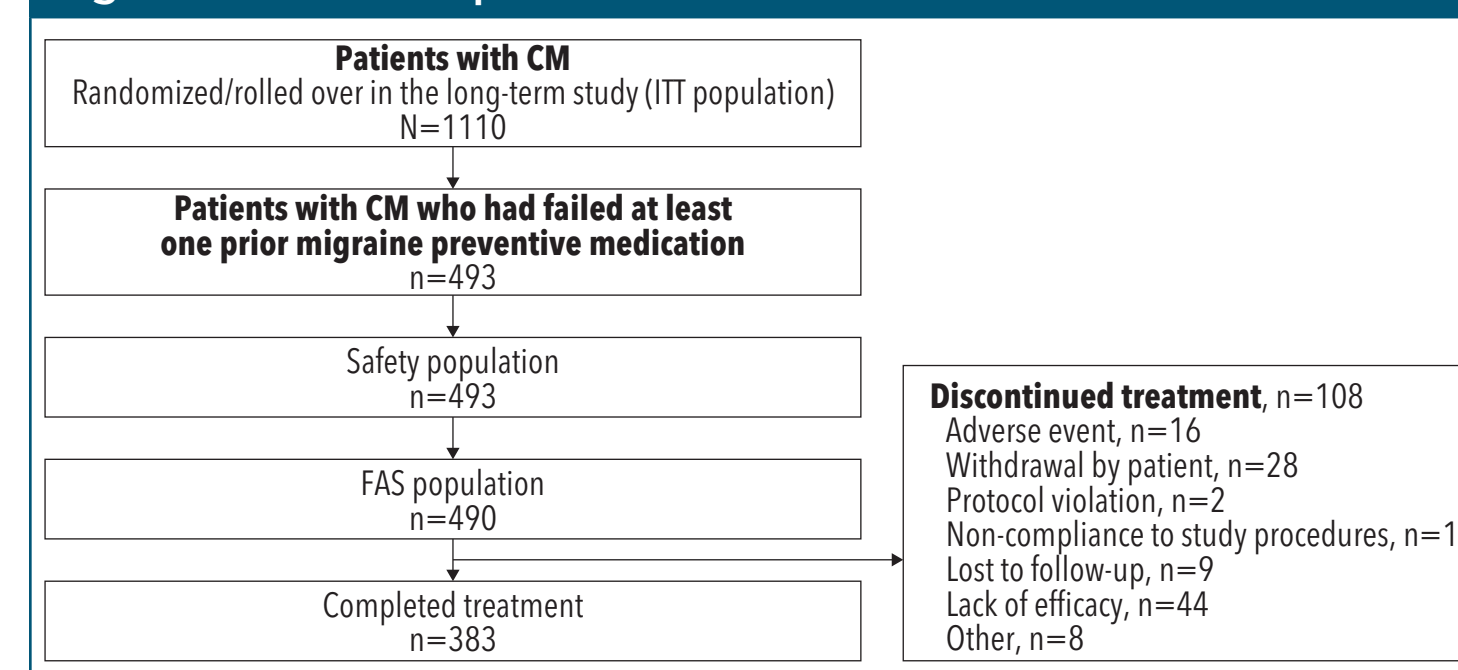 Patients with CM
Randomized/rolled over in the long-term study (ITT population)
N=1110
Patients with CM who had failed at least
one prior migraine preventive medication
n=493
Safety population
n=493
FAS population
n=490
Completed treatment
n=383
Discontinued treatment, n=108
Adverse event, n=16
Withdrawal by patient, n=28
Protocol violation, n=2
Non-compliance to study procedures, n=1
Lost to follow-up, n=9
Lack of efficacy, n=44
Other, n=8